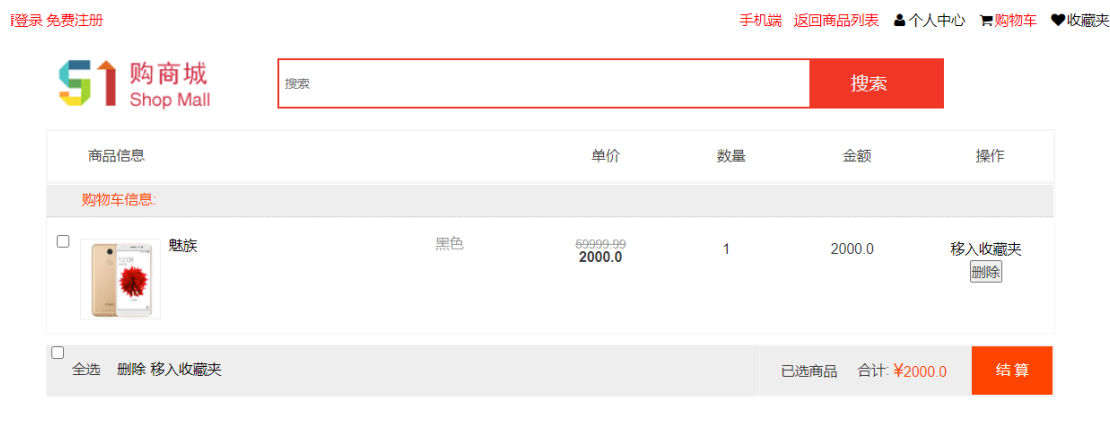 请登录 免费注册 手机端 返回商品列表 个人中心 购物车 收藏夹
购商城
Shop Mall
搜索 搜索
商品信息 单价 数量 金额 操作
购物车信息:
魅族 黑色 59999.99 1 2000.0 移入收藏夹
2000.0 删除
12:08
全选 删除 移入收藏夹 已选商品 合计: ¥2000.0 结 算